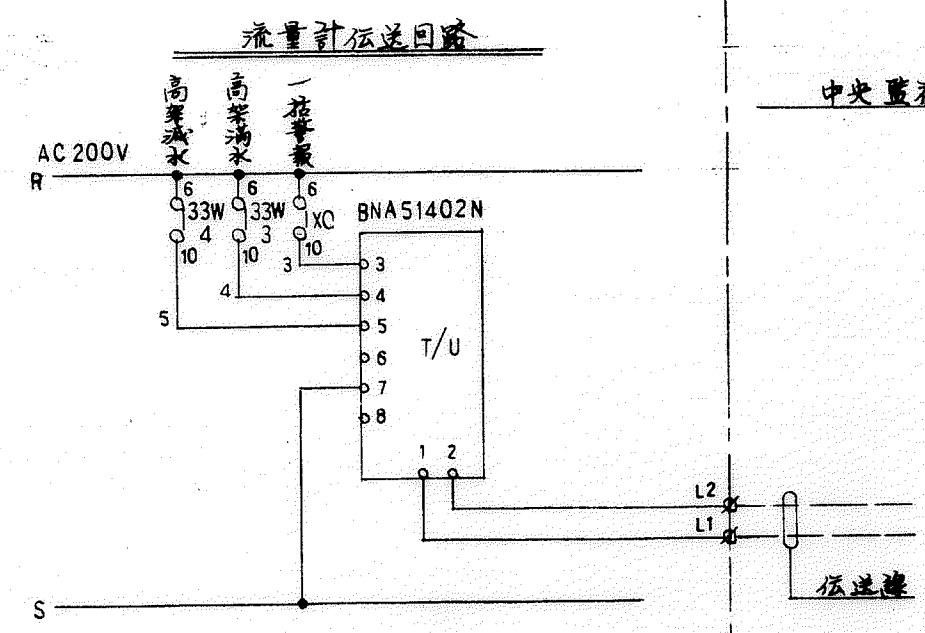 流量計伝送回路
高架減水
高架満水
一括警報
中央監
AC 200V
R
6 6 6
33W 33W XC
4 3
10 10 10
BNA51402N
3 3
4 4
5 5
6
T/U
7
8
1 2
L2
L1
伝送線
S